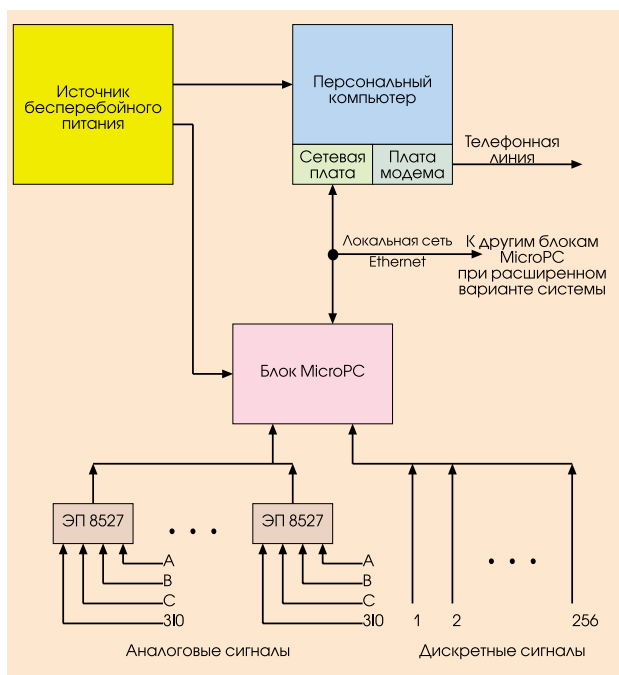 Источник
бесперебойного
питания
Персональный
компьютер
Сетевая
плата
Плата
модема
Телефонная
линия
Локальная сеть
Ethernet
К другим блокам
MicroPC
при расширенном
варианте системы
Блок MicroPC
ЭП 8527
. . .
ЭП 8527
A
B
C
3I0
A
B
C
3I0
. . .
1
2
256
Аналоговые сигналы
Дискретные сигналы